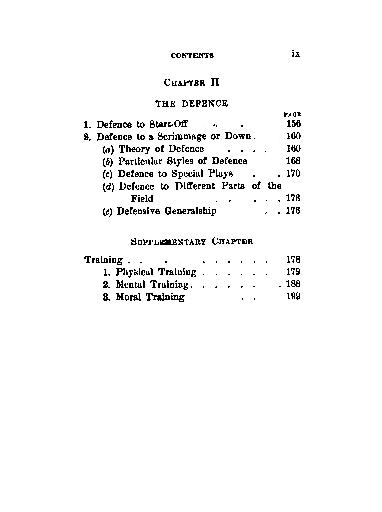 CONTENTS ix
CHAPTER II
THE DEFENCE
PAGE
1. Defence to Start-Off . . 156
2. Defence to a Scrimmage or Down . 160
(a) Theory of Defence . . . . 160
(b) Particular Styles of Defence 168
(c) Defence to Special Plays . . 170
(d) Defence to Different Parts of the
Field . . . . . 176
(e) Defensive Generalship . . 176
SUPPLEMENTARY CHAPTER
Training . . . . . . . . . 178
1. Physical Training . . . . . . 179
2. Mental Training . . . . . . . 188
3. Moral Training . . 199